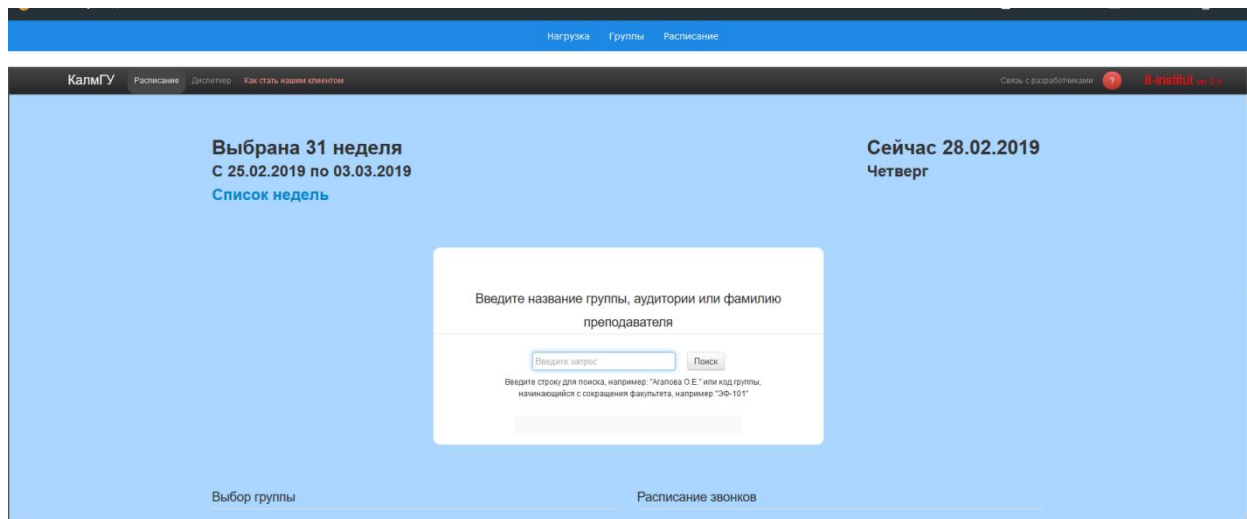 Нагрузка Группы Расписание
КалмГУ Расписание Диспетчер Как стать нашим клиентом Связь с разработчиками ? it-institut ver 2.5
Выбрана 31 неделя
С 25.02.2019 по 03.03.2019
Список недель
Сейчас 28.02.2019
Четверг
Введите название группы, аудитории или фамилию
преподавателя
Введите запрос Поиск
Введите строку для поиска, например: "Агапова О.Е." или код группы,
начинающийся с сокращения факультета, например "ЭФ-101"
Выбор группы Расписание звонков